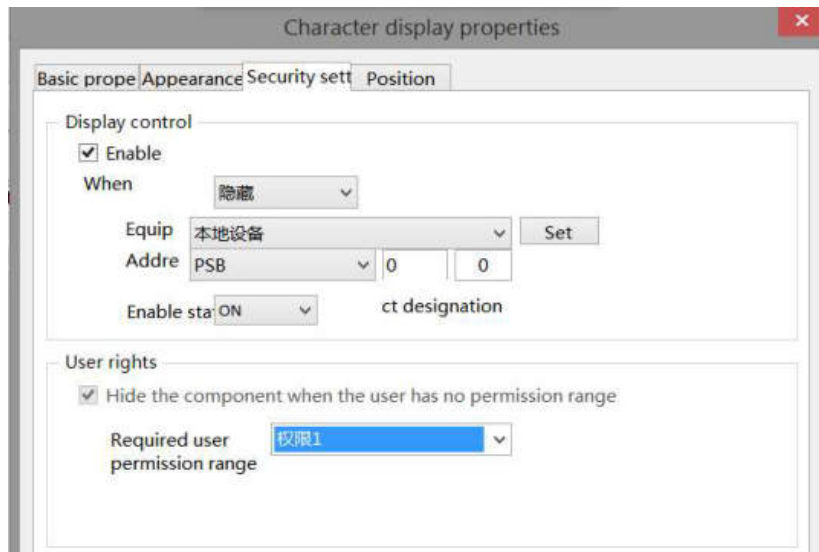 Character display properties
Basic prope Appearance Security sett Position
Display control
Enable
When 隐藏
Equip 本地设备 Set
Addre PSB 0 0
Enable sta ON ct designation
User rights
Hide the component when the user has no permission range
Required user 权限1
permission range